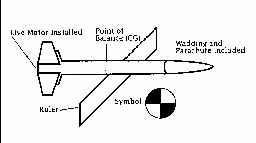 Live Motor Installed
Point of
Balance (CG)
Wadding and
Parachute Included
Ruler
Symbol